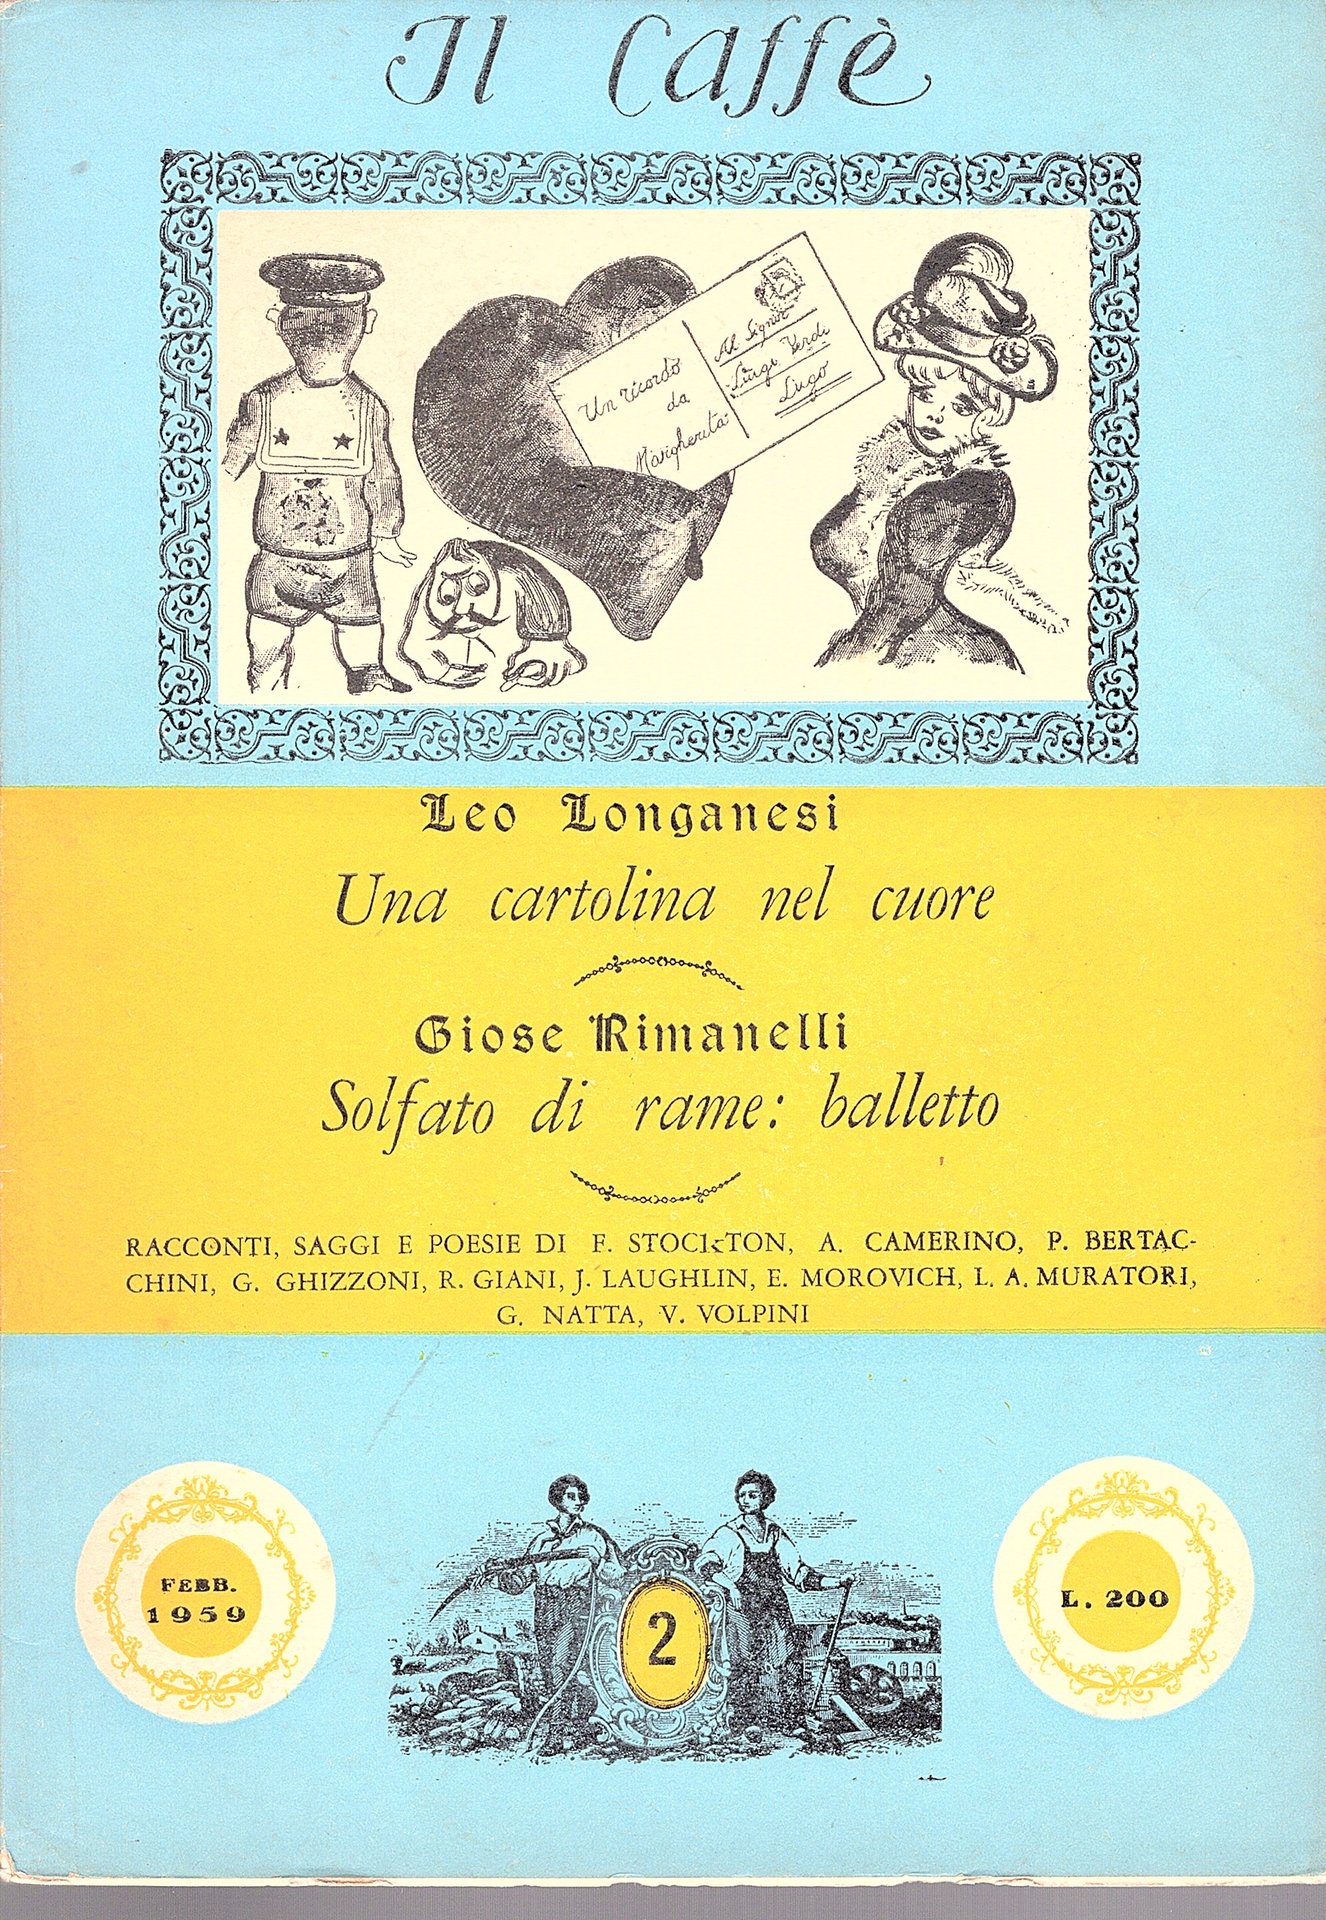 Il Caffè
Un ricordo
da
Margherita
Al Signor
Luigi Verdi
Lugo
Leo Longanesi
Una cartolina nel cuore
Giose Rimanelli
Solfato di rame: balletto
RACCONTI, SAGGI E POESIE DI F. STOCKTON, A. CAMERINO, P. BERTAC-
CHINI, G. GHIZZONI, R. GIANI, J. LAUGHLIN, E. MOROVICH, L. A. MURATORI,
G. NATTA, V. VOLPINI
FEBB.
1959
2
L. 200